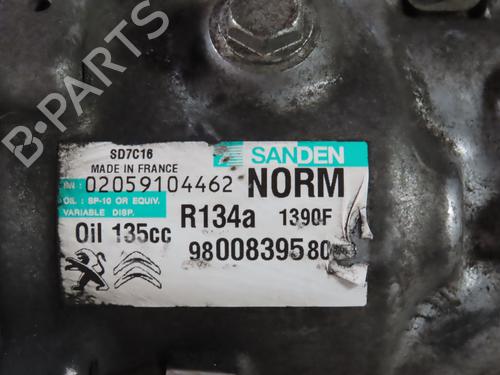 B-PARTS
SD7C16
MADE IN FRANCE
SANDEN
02059104462
NORM
OIL : SP-10 OR EQUIV.
VARIABLE DISP.
R134a 1390F
Oil 135cc
9800839580